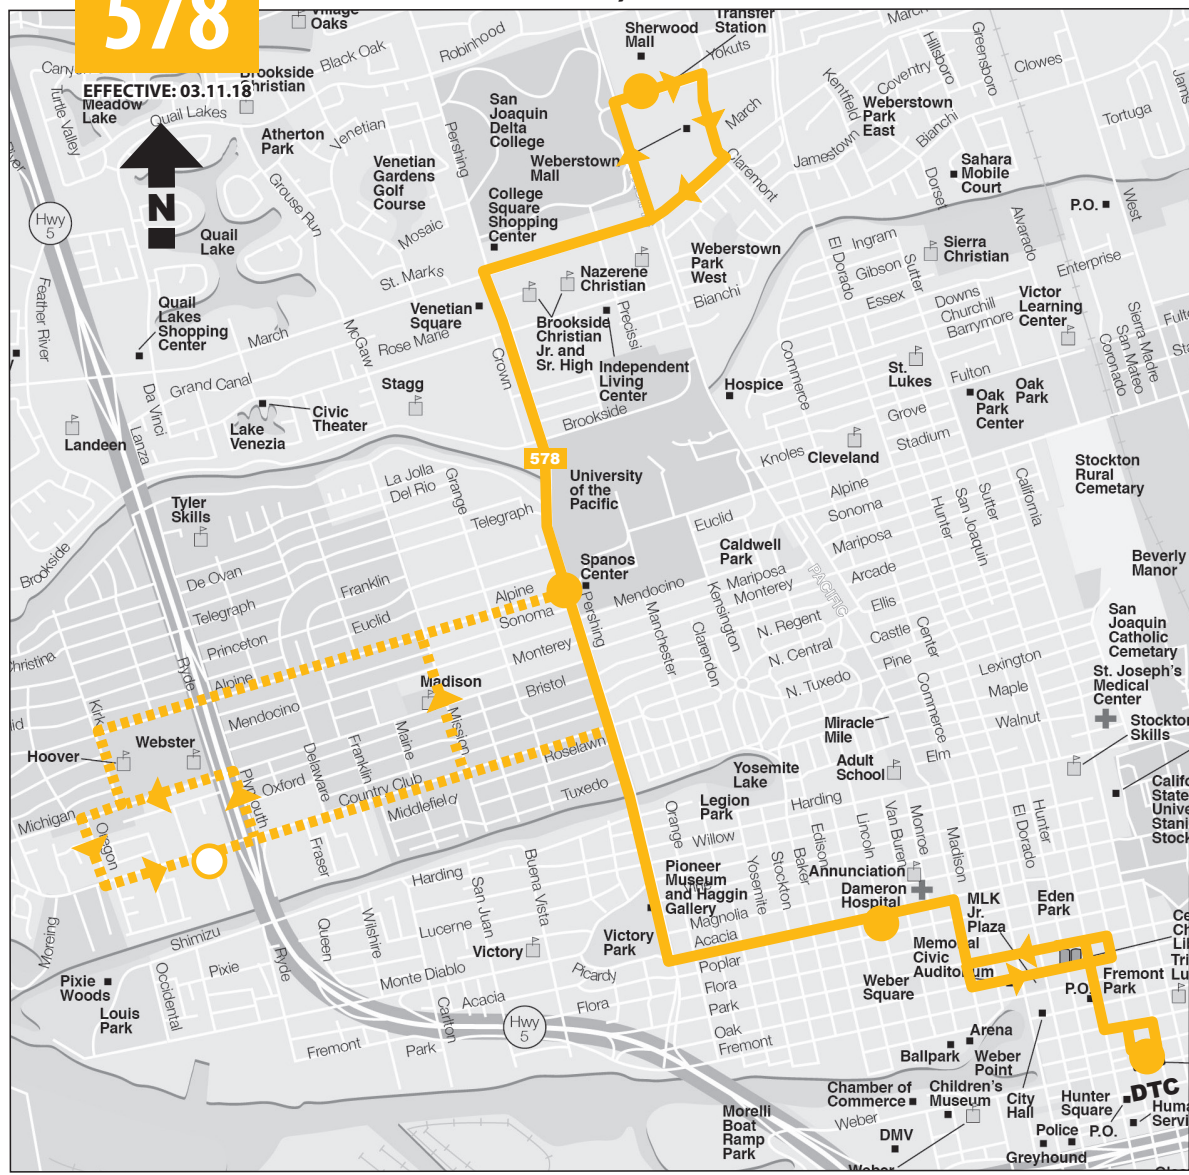 578
EFFECTIVE: 03.11.18
Village
Oaks
Robinhood
Black Oak
Sherwood
Mall
Transfer
Station
Yokuts
March
Hillsboro
Greensboro
Clowes
Coventry
Kentfield
Brookside
Christian
Turtle Valley
Meadow
Lake
Quail Lakes
Atherton
Park
Venetian
Pershing
San
Joaquin
Delta
College
Weberstown
Mall
March
Claremont
Jamestown
Weberstown
Park
East
Bianchi
Tortuga
N
Venetian
Gardens
Golf
Course
Grouse Run
Mosaic
College
Square
Shopping
Center
Dorset
Sahara
Mobile
Court
P.O.
West
Hwy
5
Quail
Lake
St. Marks
Nazerene
Christian
Weberstown
Park
West
Bianchi
El Dorado
Ingram
Gibson
Sutter
Essex
Sierra
Christian
Alvarado
Enterprise
Feather River
Quail
Lakes
Shopping
Center
March
McGaw
Rose Marie
Venetian
Square
Crown
Brookside
Christian
Jr. and
Sr. High
Precissi
Independent
Living
Center
Downs
Churchill
Barrymore
Victor
Learning
Center
Sierra Madre
San Mateo
Coronado
Commerce
Hospice
St.
Lukes
Fulton
Oak
Park
Center
Oak
Park
Grand Canal
Da Vinci
Stagg
Civic
Theater
Lake
Venezia
Landeen
Lanza
Brookside
Grove
Stadium
Knoles
Cleveland
578
University
of the
Pacific
La Jolla
Del Rio
Grange
Telegraph
Tyler
Skills
Stockton
Rural
Cemetary
Alpine
Sonoma
Mariposa
Hunter
San Joaquin
Sutter
California
Euclid
Caldwell
Park
Brookside
De Ovan
Franklin
Telegraph
Euclid
Princeton
Alpine
Sonoma
Spanos
Center
Pershing
Mendocino
Mariposa
Monterey
Kensington
PACIFIC
Arcade
Ellis
Beverly
Manor
Manchester
Clarendon
N. Regent
N. Central
N. Tuxedo
Castle
Center
Pine
Commerce
Lexington
Maple
Walnut
San
Joaquin
Catholic
Cemetary
St. Joseph's
Medical
Center
Stockton
Skills
Monterey
Bristol
Ryde
Alpine
Kirk
Mendocino
Madison
Mission
Maine
Franklin
Delaware
Hoover
Webster
Roselawn
Miracle
Mile
Elm
Adult
School
Yosemite
Lake
Plymouth
Oxford
Country Club
Middlefield
Tuxedo
Michigan
Oregon
Fraser
Legion
Park
Harding
Orange
Willow
Edison
Lincoln
Van Buren
Monroe
Madison
El Dorado
Hunter
Pioneer
Museum
and Haggin
Gallery
Yosemite
Stockton
Baker
Annunciation
Dameron
Hospital
MLK
Jr.
Plaza
Eden
Park
Harding
San Juan
Buena Vista
Lucerne
Victory
Magnolia
Acacia
Poplar
Flora
Park
Oak
Fremont
Victory
Park
Memorial
Civic
Auditorium
Weber
Square
P.O.
Fremont
Park
Moreing
Shimizu
Pixie
Queen
Wilshire
Ryde
Monte Diablo
Picardy
Pixie
Woods
Louis
Park
Occidental
Acacia
Carlton
Flora
Hwy
5
Fremont
Park
Arena
Ballpark
Weber
Point
DTC
Chamber of
Commerce
Children's
Museum
City
Hall
Hunter
Square
P.O.
Morelli
Boat
Ramp
Park
Weber
DMV
Police
Greyhound
Weber